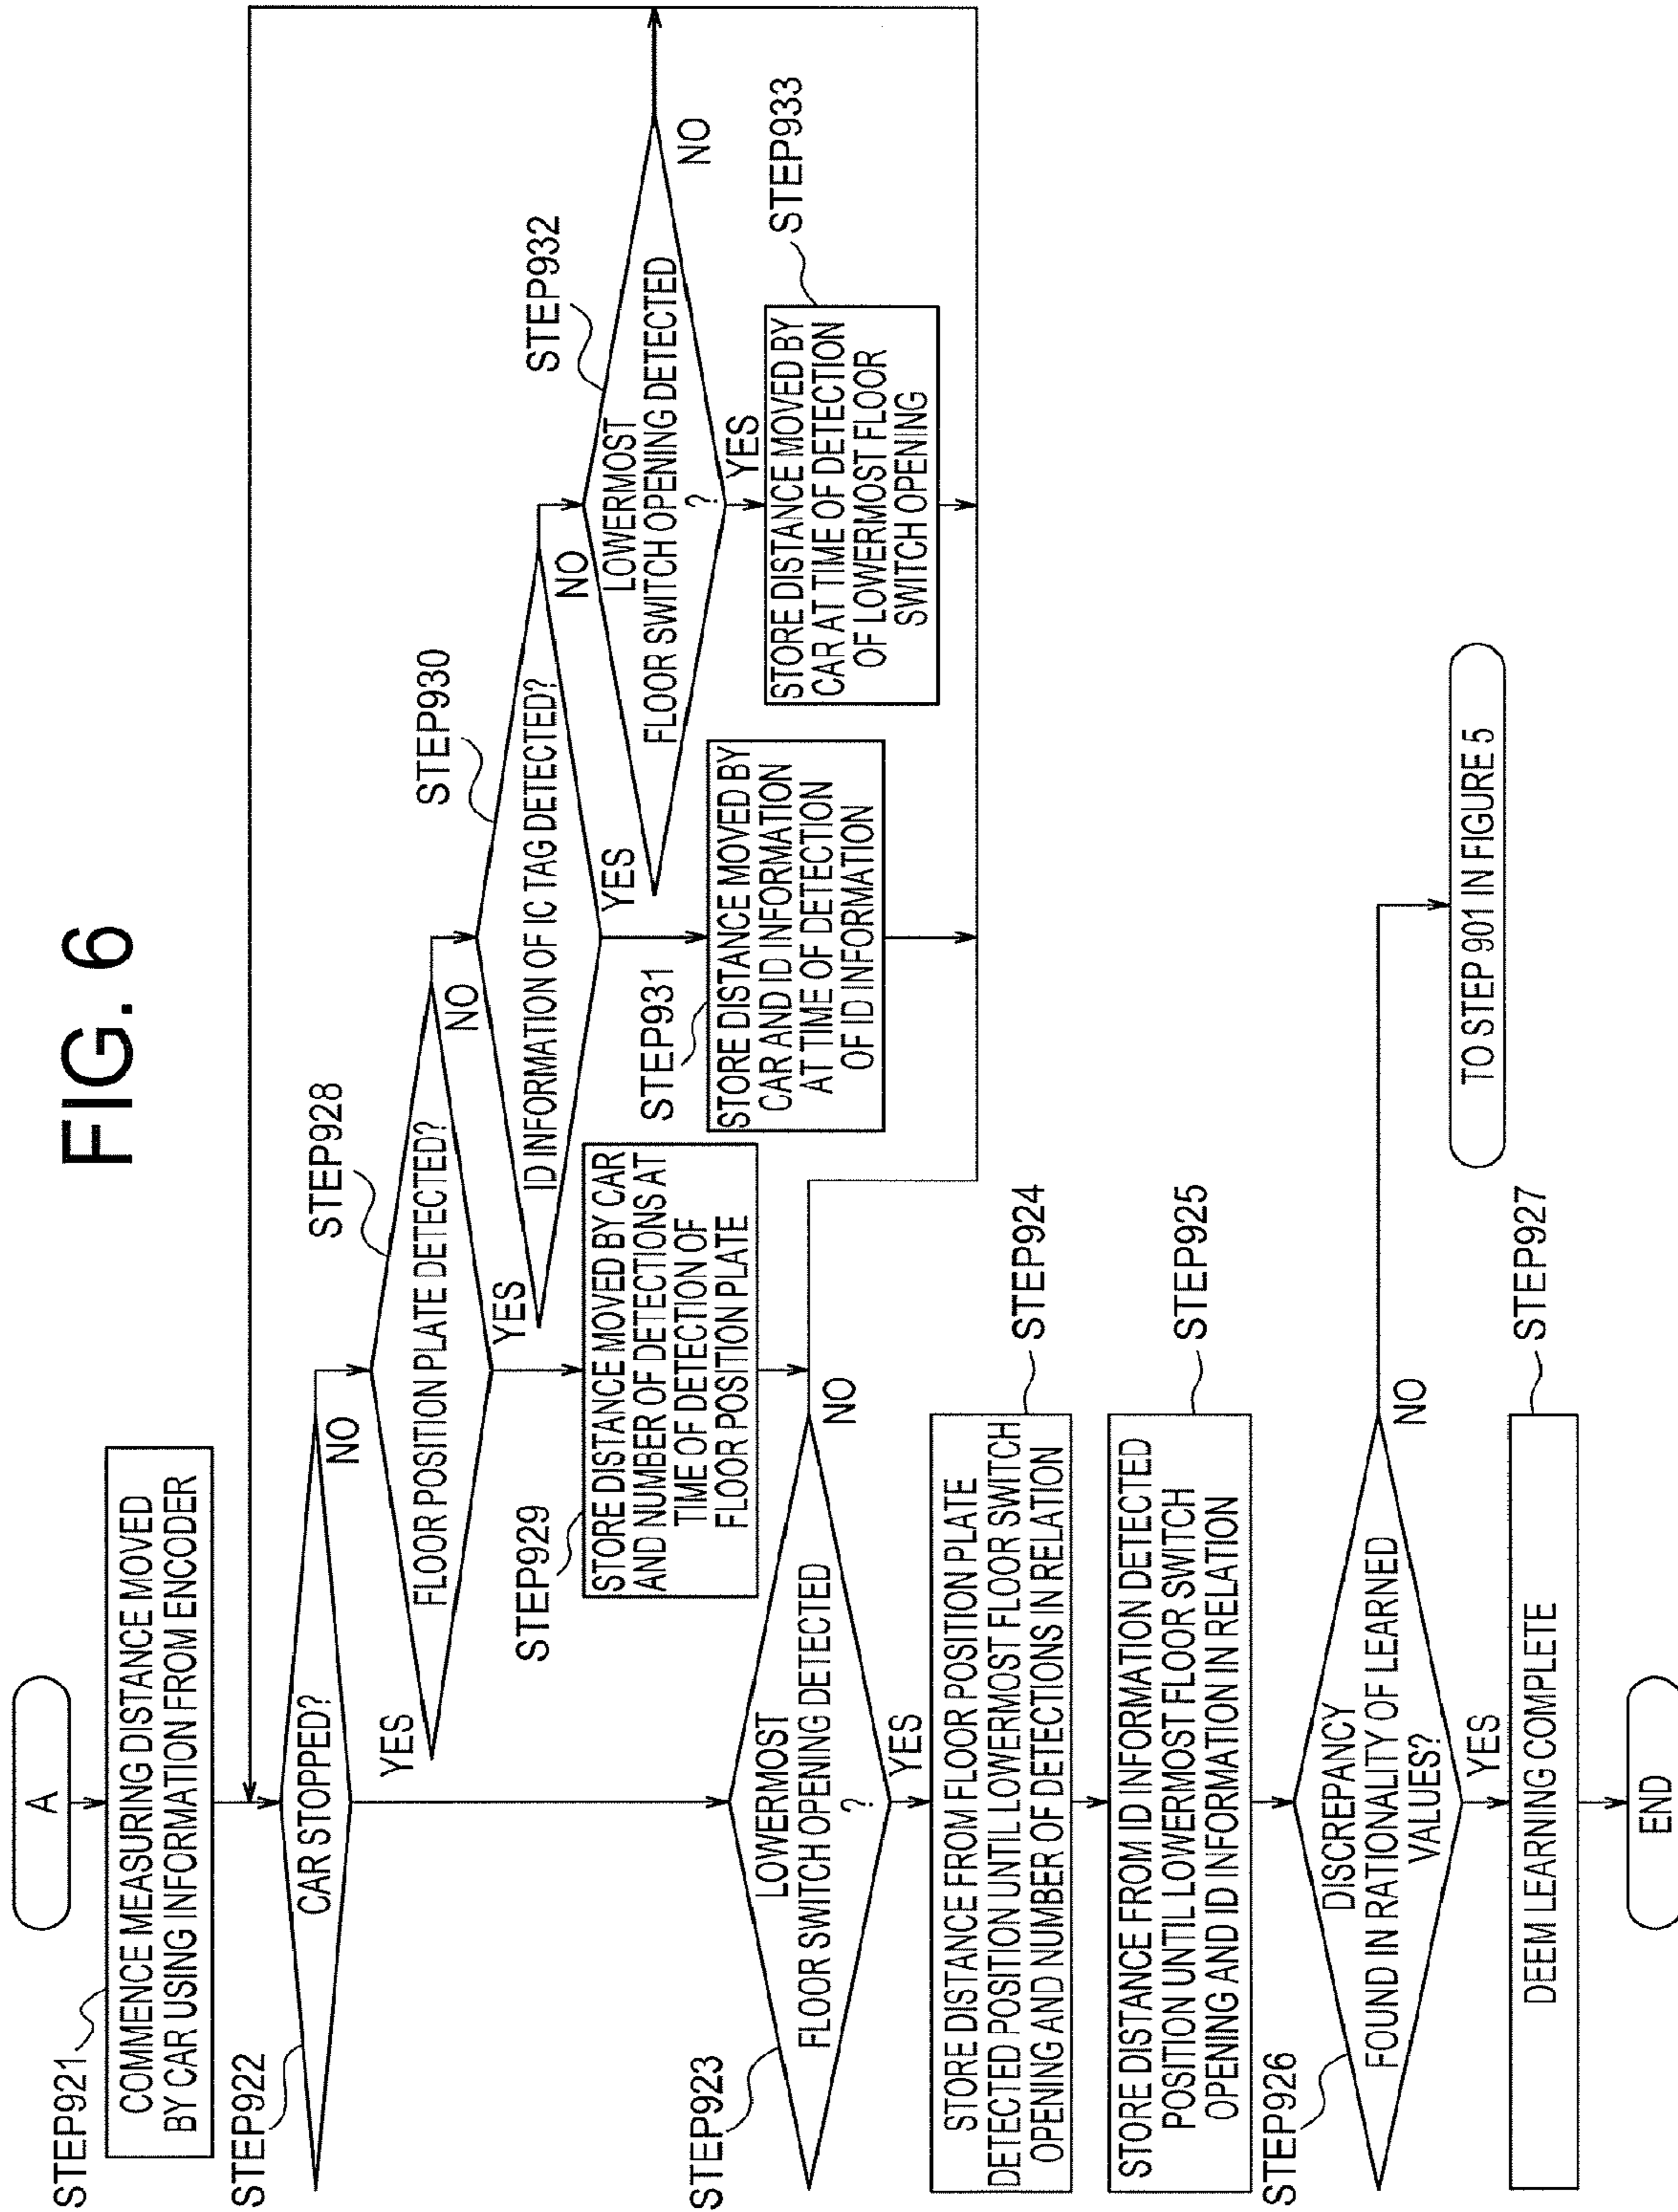 FIG. 6
A
STEP921
COMMENCE MEASURING DISTANCE MOVED
BY CAR USING INFORMATION FROM ENCODER
STEP922
CAR STOPPED?
NO
YES
STEP928
FLOOR POSITION PLATE DETECTED?
NO
YES
STEP929
STORE DISTANCE MOVED BY CAR
AND NUMBER OF DETECTIONS AT
TIME OF DETECTION OF
FLOOR POSITION PLATE
STEP930
ID INFORMATION OF IC TAG DETECTED?
NO
YES
STEP931
STORE DISTANCE MOVED BY
CAR AND ID INFORMATION
AT TIME OF DETECTION
OF ID INFORMATION
STEP932
LOWERMOST
FLOOR SWITCH OPENING DETECTED
?
NO
YES
STEP933
STORE DISTANCE MOVED BY
CAR AT TIME OF DETECTION
OF LOWERMOST FLOOR
SWITCH OPENING
STEP923
LOWERMOST
FLOOR SWITCH OPENING DETECTED
?
NO
YES
STEP924
STORE DISTANCE FROM FLOOR POSITION PLATE
DETECTED POSITION UNTIL LOWERMOST FLOOR SWITCH
OPENING AND NUMBER OF DETECTIONS IN RELATION
STEP925
STORE DISTANCE FROM ID INFORMATION DETECTED
POSITION UNTIL LOWERMOST FLOOR SWITCH
OPENING AND ID INFORMATION IN RELATION
STEP926
DISCREPANCY
FOUND IN RATIONALITY OF LEARNED
VALUES?
NO
YES
TO STEP 901 IN FIGURE 5
STEP927
DEEM LEARNING COMPLETE
END